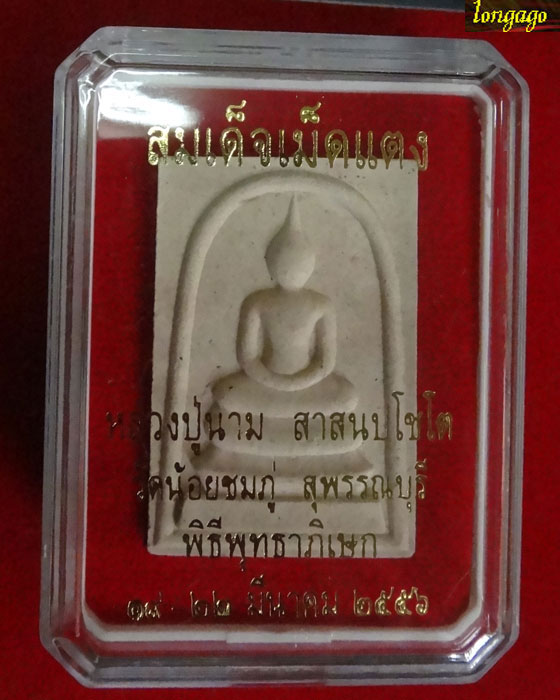 longago
สมเด็จเม็ดแตง
หลวงปู่นาม สาสนปโชโต
วัดน้อยชมภู่ สุพรรณบุรี
พิธีพุทธาภิเษก
๑๙ - ๒๒ มีนาคม ๒๕๕๖